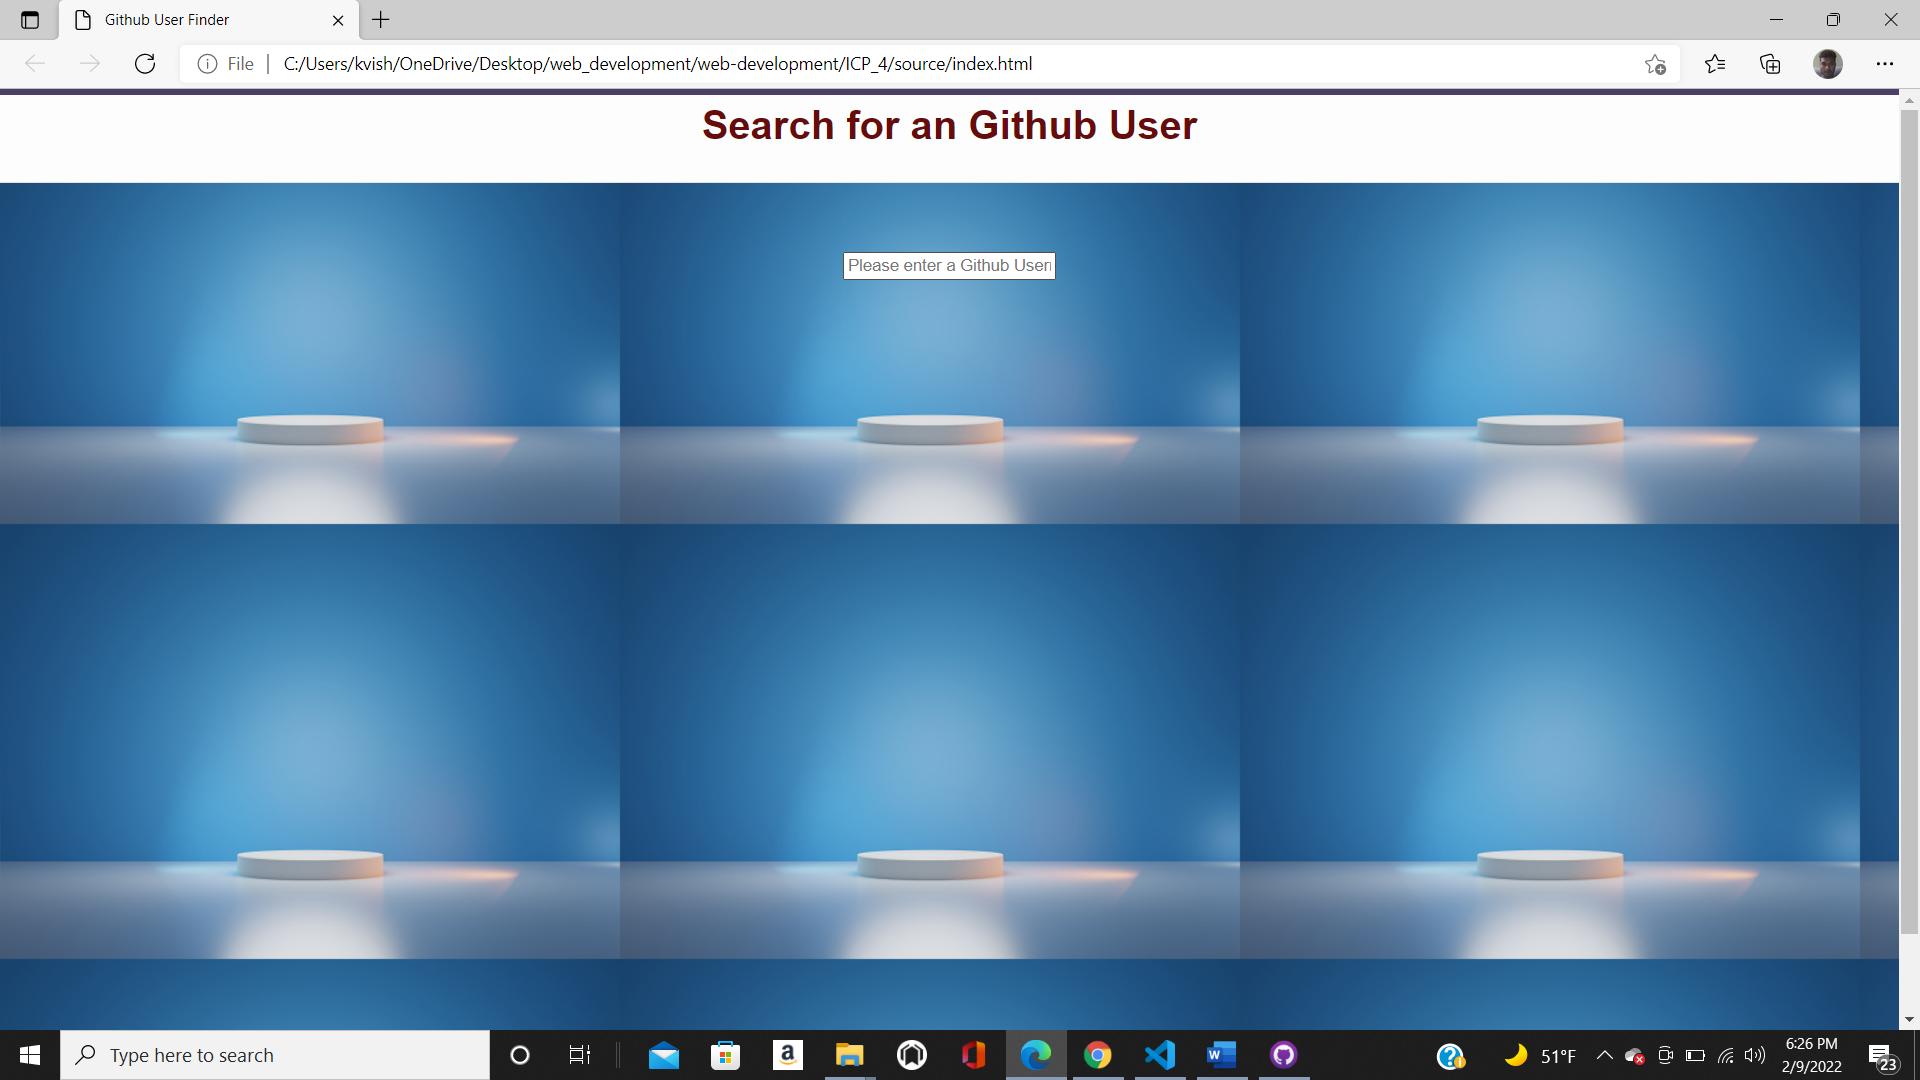 Github User Finder
File
C:/Users/kvish/OneDrive/Desktop/web_development/web-development/ICP_4/source/index.html
Search for an Github User
Please enter a Github User
Type here to search
51°F
6:26 PM
2/9/2022
23